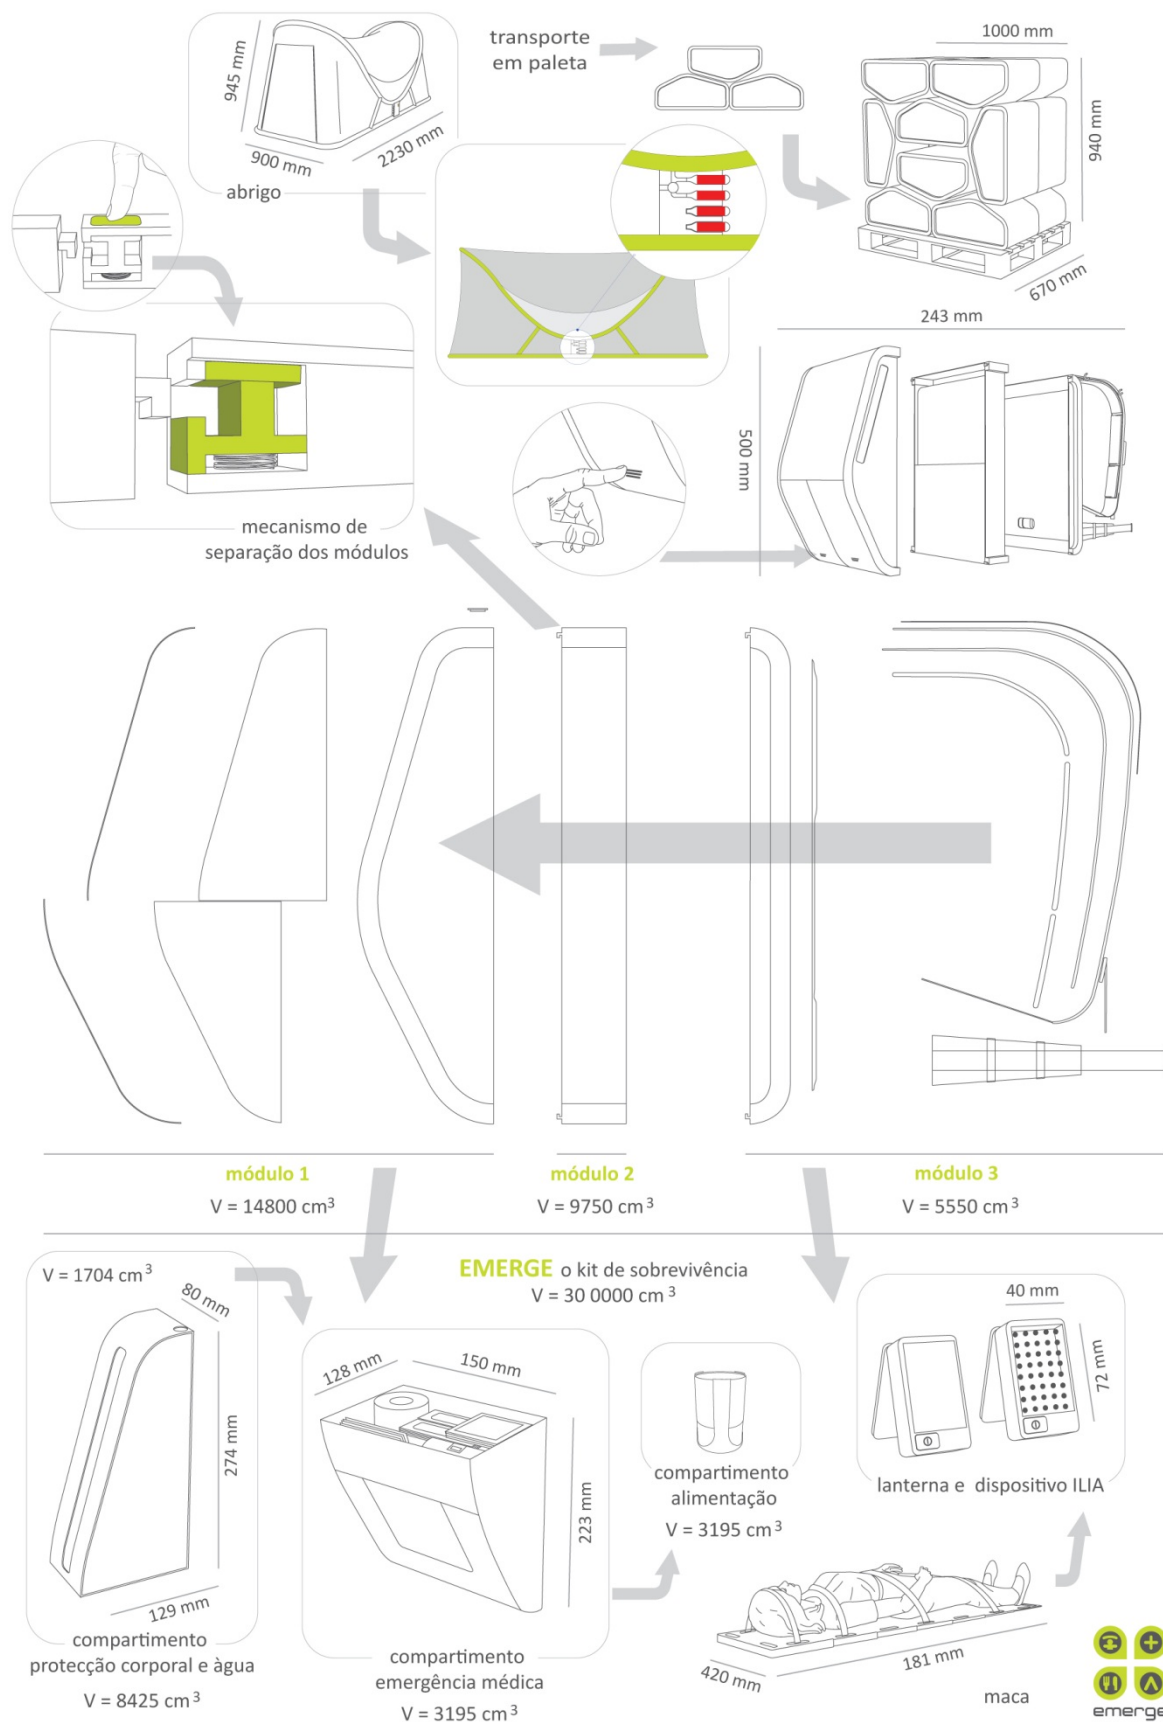 945 mm
900 mm
2230 mm
abrigo
transporte
em paleta
1000 mm
940 mm
670 mm
mecanismo de
separação dos módulos
243 mm
500 mm
módulo 1
V = 14800 cm³
módulo 2
V = 9750 cm³
módulo 3
V = 5550 cm³
EMERGE o kit de sobrevivência
V = 30 0000 cm³
V = 1704 cm³
80 mm
274 mm
129 mm
compartimento
protecção corporal e àgua
V = 8425 cm³
128 mm
150 mm
223 mm
compartimento
emergência médica
V = 3195 cm³
compartimento
alimentação
V = 3195 cm³
40 mm
72 mm
lanterna e dispositivo ILIA
420 mm
181 mm
maca
emerge